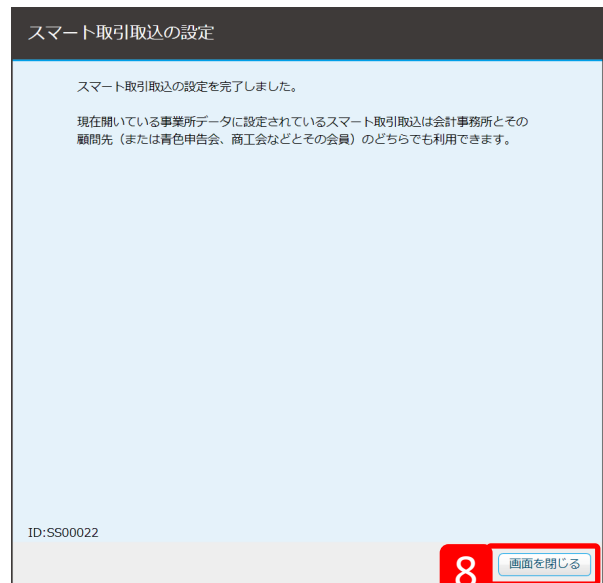 スマート取引取込の設定
スマート取引取込の設定を完了しました。
現在開いている事業所データに設定されているスマート取引取込は会計事務所とその
顧問先（または青色申告会、商工会などとその会員）のどちらでも利用できます。
ID:SS00022
8
画面を閉じる